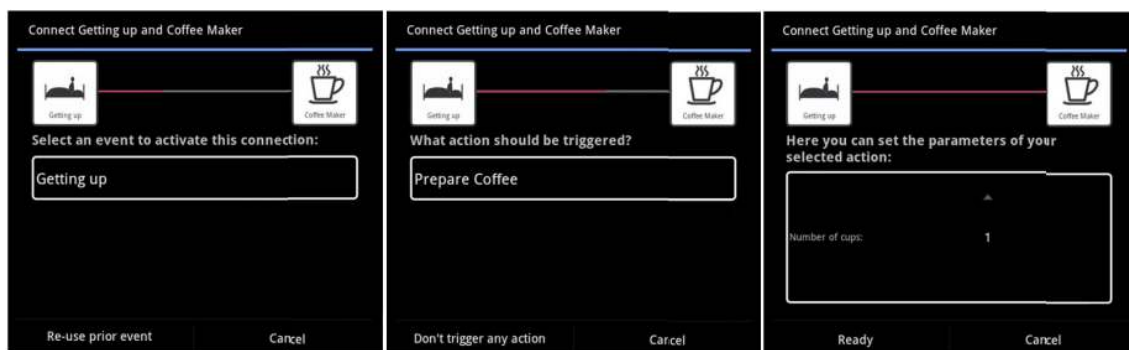 Connect Getting up and Coffee Maker
Getting up
Coffee Maker
Select an event to activate this connection:
Getting up
Re-use prior event
Cancel
Connect Getting up and Coffee Maker
Getting up
Coffee Maker
What action should be triggered?
Prepare Coffee
Don't trigger any action
Cancel
Connect Getting up and Coffee Maker
Getting up
Coffee Maker
Here you can set the parameters of your
selected action:
Number of cups:
1
Ready
Cancel